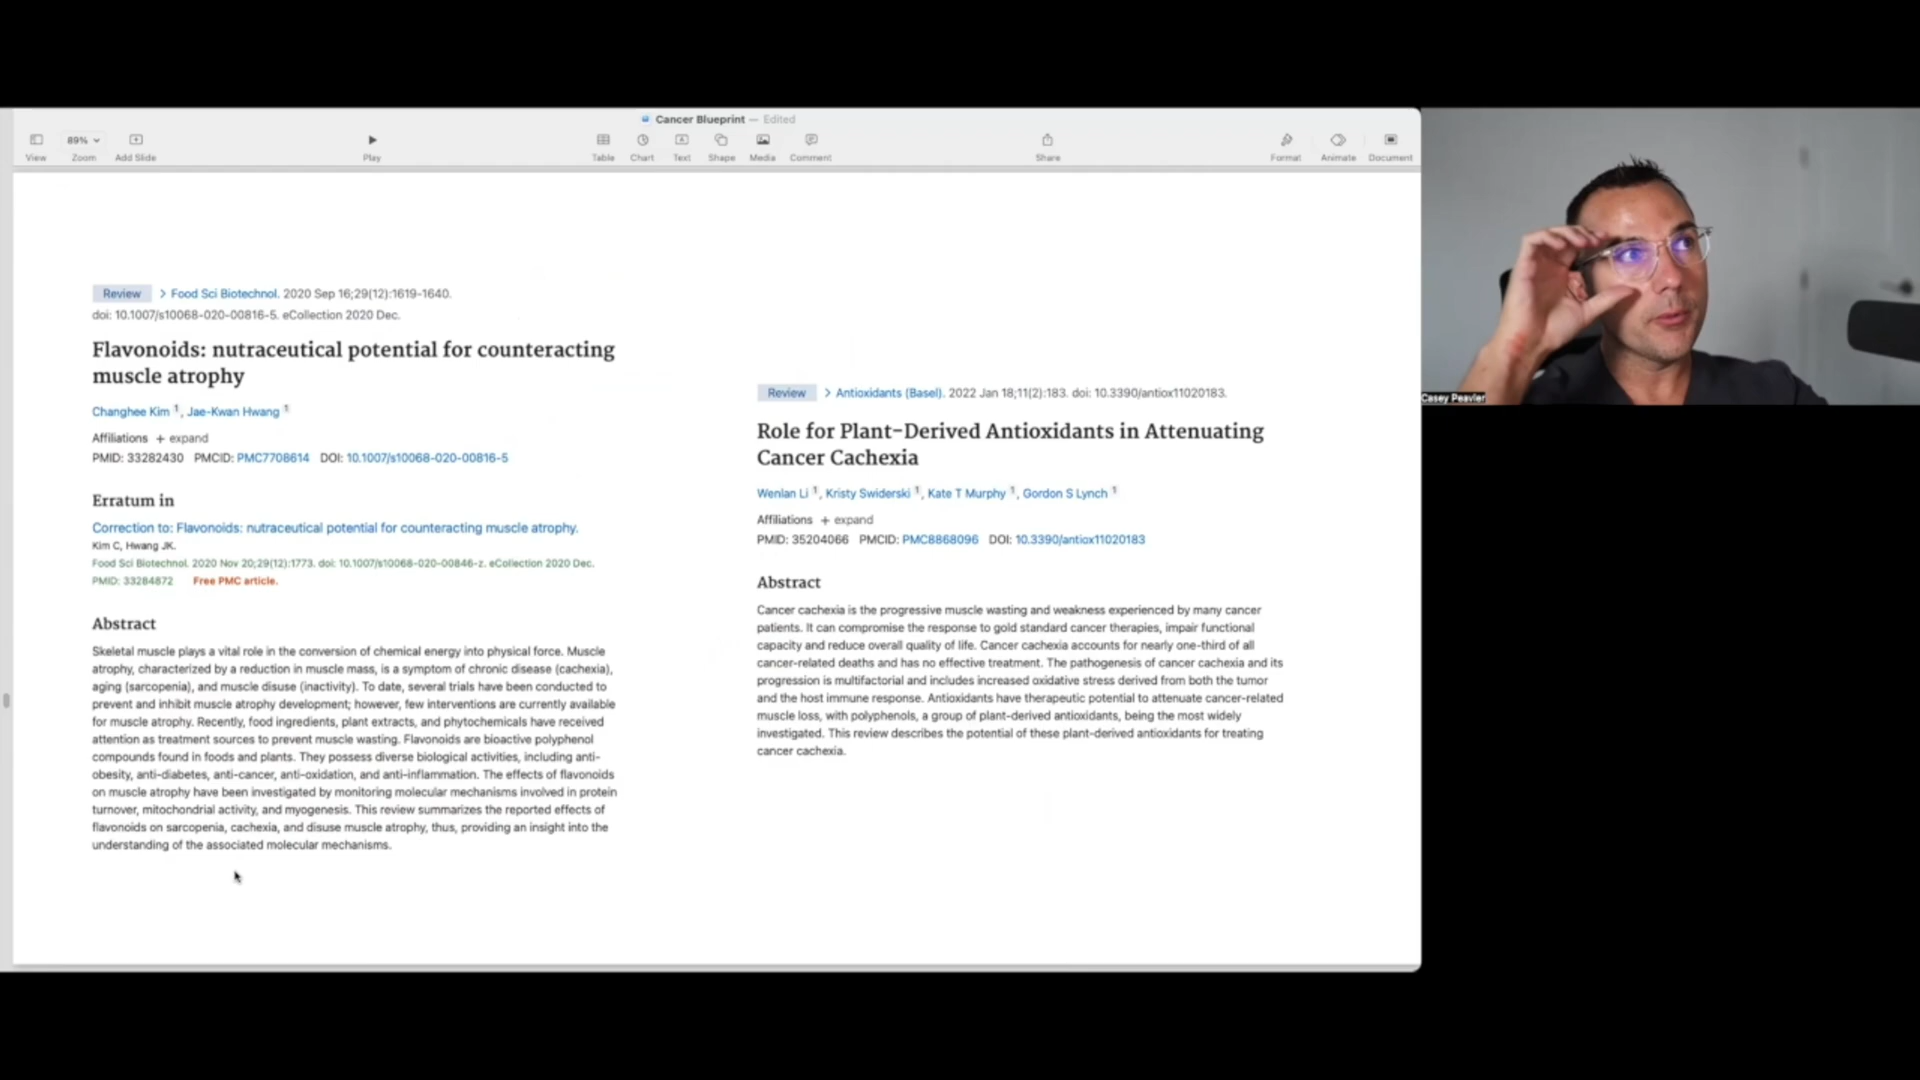 Cancer Blueprint — Edited
89%
View
Zoom
Add Slide
Play
Table
Chart
Text
Shape
Media
Comment
Share
Format
Animate
Document
Review > Food Sci Biotechnol. 2020 Sep 16;29(12):1619-1640.
doi: 10.1007/s10068-020-00816-5. eCollection 2020 Dec.
Flavonoids: nutraceutical potential for counteracting
muscle atrophy
Changhee Kim 1, Jae-Kwan Hwang 1
Affiliations + expand
PMID: 33282430 PMCID: PMC7708614 DOI: 10.1007/s10068-020-00816-5
Erratum in
Correction to: Flavonoids: nutraceutical potential for counteracting muscle atrophy.
Kim C, Hwang JK.
Food Sci Biotechnol. 2020 Nov 20;29(12):1773. doi: 10.1007/s10068-020-00846-z. eCollection 2020 Dec.
PMID: 33284872 Free PMC article.
Abstract
Skeletal muscle plays a vital role in the conversion of chemical energy into physical force. Muscle
atrophy, characterized by a reduction in muscle mass, is a symptom of chronic disease (cachexia),
aging (sarcopenia), and muscle disuse (inactivity). To date, several trials have been conducted to
prevent and inhibit muscle atrophy development; however, few interventions are currently available
for muscle atrophy. Recently, food ingredients, plant extracts, and phytochemicals have received
attention as treatment sources to prevent muscle wasting. Flavonoids are bioactive polyphenol
compounds found in foods and plants. They possess diverse biological activities, including anti-
obesity, anti-diabetes, anti-cancer, anti-oxidation, and anti-inflammation. The effects of flavonoids
on muscle atrophy have been investigated by monitoring molecular mechanisms involved in protein
turnover, mitochondrial activity, and myogenesis. This review summarizes the reported effects of
flavonoids on sarcopenia, cachexia, and disuse muscle atrophy, thus, providing an insight into the
understanding of the associated molecular mechanisms.
Review > Antioxidants (Basel). 2022 Jan 18;11(2):183. doi: 10.3390/antiox11020183.
Role for Plant-Derived Antioxidants in Attenuating
Cancer Cachexia
Wenlan Li 1, Kristy Swiderski 1, Kate T Murphy 1, Gordon S Lynch 1
Affiliations + expand
PMID: 35204066 PMCID: PMC8868096 DOI: 10.3390/antiox11020183
Abstract
Cancer cachexia is the progressive muscle wasting and weakness experienced by many cancer
patients. It can compromise the response to gold standard cancer therapies, impair functional
capacity and reduce overall quality of life. Cancer cachexia accounts for nearly one-third of all
cancer-related deaths and has no effective treatment. The pathogenesis of cancer cachexia and its
progression is multifactorial and includes increased oxidative stress derived from both the tumor
and the host immune response. Antioxidants have therapeutic potential to attenuate cancer-related
muscle loss, with polyphenols, a group of plant-derived antioxidants, being the most widely
investigated. This review describes the potential of these plant-derived antioxidants for treating
cancer cachexia.
Casey Peavler